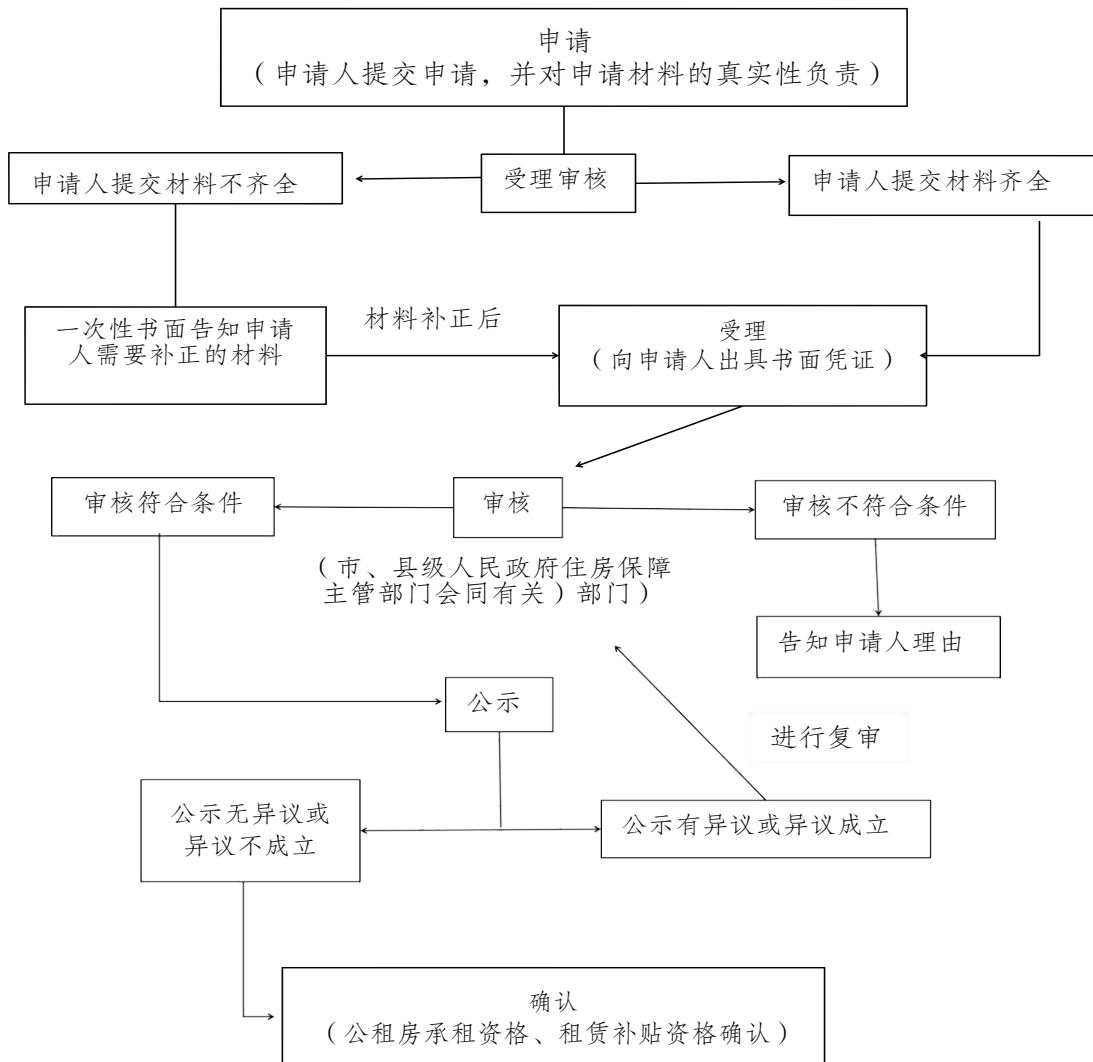 申请
（申请人提交申请，并对申请材料的真实性负责）
申请人提交材料不齐全
受理审核
申请人提交材料齐全
一次性书面告知申请
人需要补正的材料
材料补正后
受理
（向申请人出具书面凭证）
审核符合条件
审核
审核不符合条件
（市、县级人民政府住房保障
主管部门会同有关）部门）
告知申请人理由
公示
进行复审
公示无异议或
异议不成立
公示有异议或异议成立
确认
（公租房承租资格、租赁补贴资格确认）